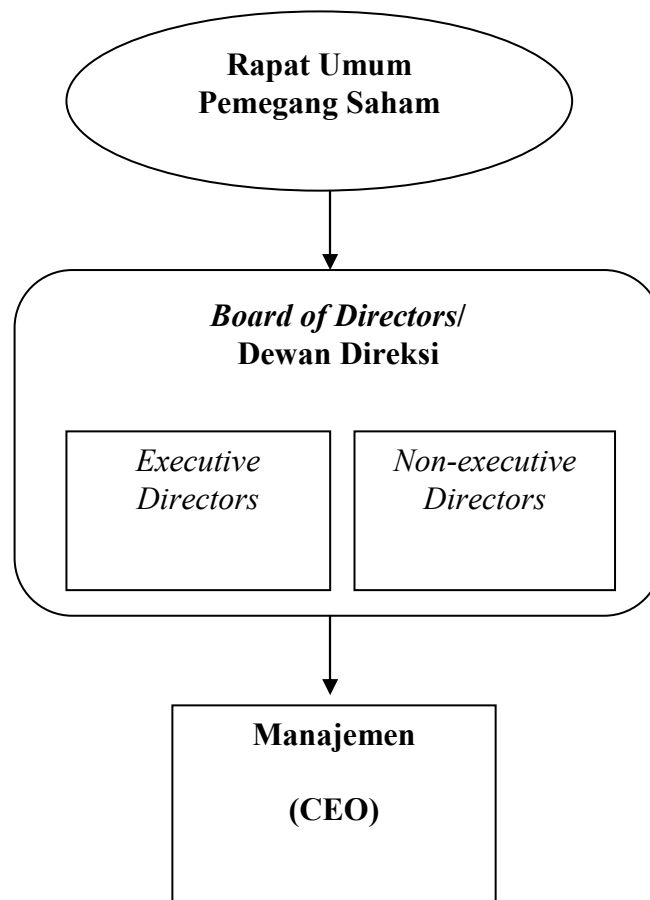 Rapat Umum
Pemegang Saham
Board of Directors/
Dewan Direksi
Executive
Directors
Non-executive
Directors
Manajemen
(CEO)